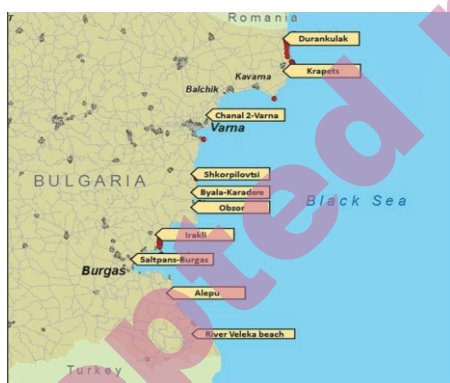 Romania
Durankulak
Krapets
Kavarna
Balchik
Chanal 2-Varna
Varna
Shkorpilovtsi
BULGARIA
Byala-Karadere
Black Sea
Obzor
Irakli
Saltpans-Burgas
Burgas
Alepu
River Veleka beach
Turkey